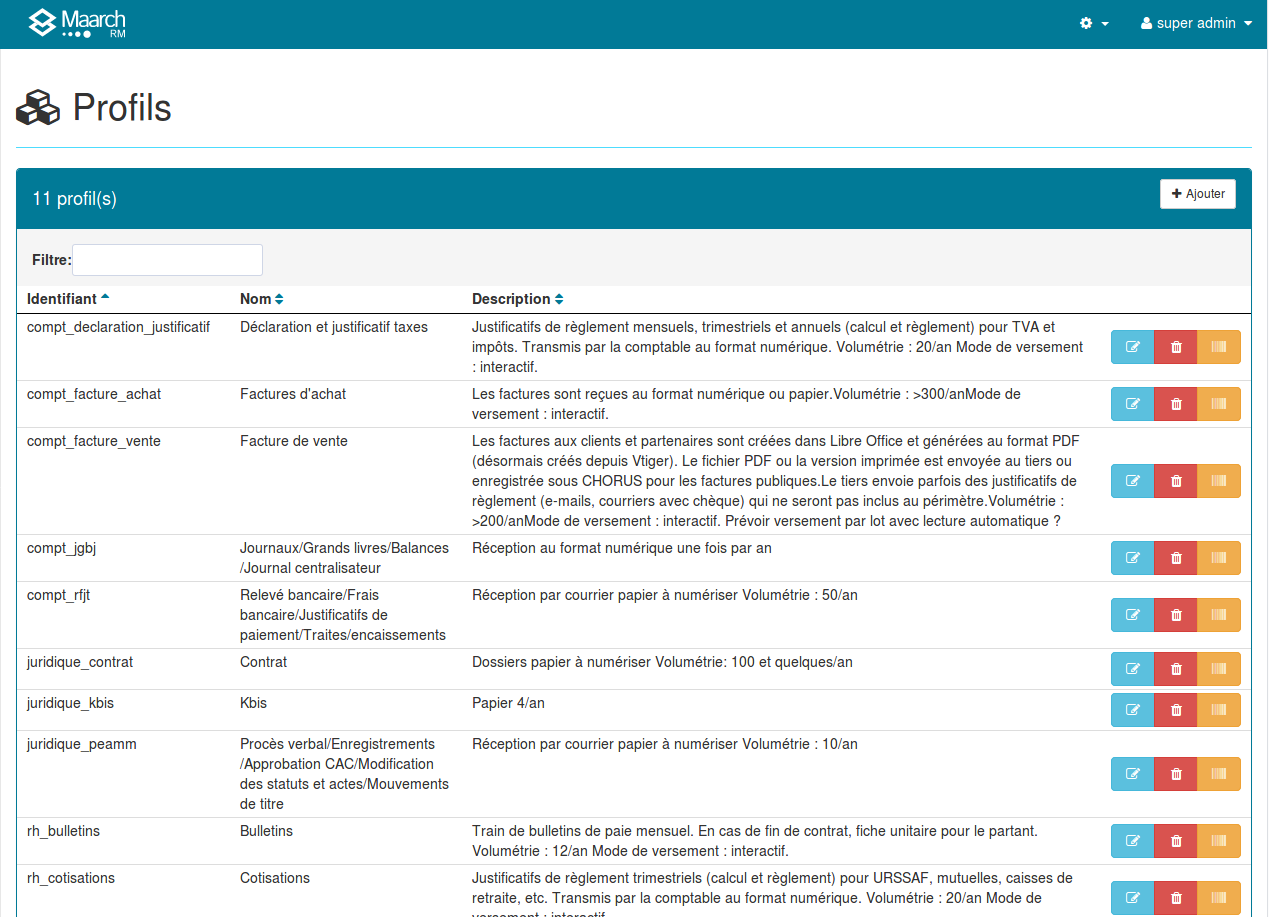 Maarch
RM
super admin
Profils
11 profil(s)
Ajouter
Filtre:
Identifiant Nom Description
compt_declaration_justificatif Déclaration et justificatif taxes Justificatifs de règlement mensuels, trimestriels et annuels (calcul et règlement) pour TVA et
impôts. Transmis par la comptable au format numérique. Volumétrie : 20/an Mode de versement
: interactif.
compt_facture_achat Factures d'achat Les factures sont reçues au format numérique ou papier.Volumétrie : >300/anMode de
versement : interactif.
compt_facture_vente Facture de vente Les factures aux clients et partenaires sont créées dans Libre Office et générées au format PDF
(désormais créés depuis Vtiger). Le fichier PDF ou la version imprimée est envoyée au tiers ou
enregistrée sous CHORUS pour les factures publiques.Le tiers envoie parfois des justificatifs de
règlement (e-mails, courriers avec chèque) qui ne seront pas inclus au périmètre.Volumétrie :
>200/anMode de versement : interactif. Prévoir versement par lot avec lecture automatique ?
compt_jgbj Journaux/Grands livres/Balances Réception au format numérique une fois par an
/Journal centralisateur
compt_rfjt Relevé bancaire/Frais Réception par courrier papier à numériser Volumétrie : 50/an
bancaire/Justificatifs de
paiement/Traites/encaissements
juridique_contrat Contrat Dossiers papier à numériser Volumétrie: 100 et quelques/an
juridique_kbis Kbis Papier 4/an
juridique_peamm Procès verbal/Enregistrements Réception par courrier papier à numériser Volumétrie : 10/an
/Approbation CAC/Modification
des statuts et actes/Mouvements
de titre
rh_bulletins Bulletins Train de bulletins de paie mensuel. En cas de fin de contrat, fiche unitaire pour le partant.
Volumétrie : 12/an Mode de versement : interactif.
rh_cotisations Cotisations Justificatifs de règlement trimestriels (calcul et règlement) pour URSSAF, mutuelles, caisses de
retraite, etc. Transmis par la comptable au format numérique. Volumétrie : 20/an Mode de
versement : interactif.